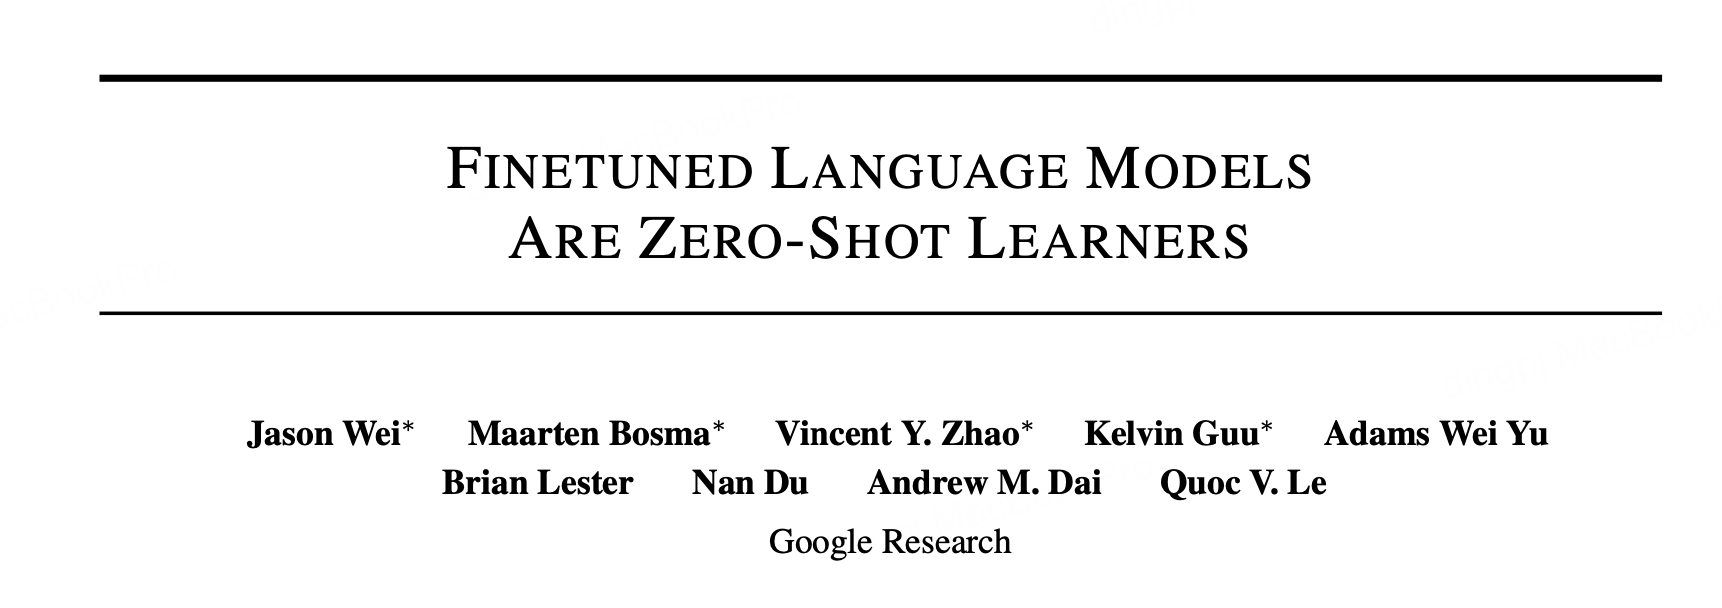 FINETUNED LANGUAGE MODELS
ARE ZERO-SHOT LEARNERS
Jason Wei* Maarten Bosma* Vincent Y. Zhao* Kelvin Guu* Adams Wei Yu
Brian Lester Nan Du Andrew M. Dai Quoc V. Le
Google Research